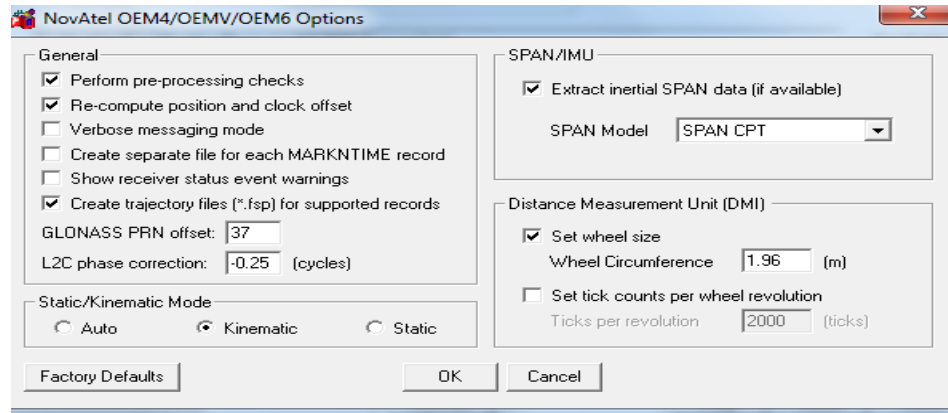 NovAtel OEM4/OEMV/OEM6 Options
General
Perform pre-processing checks
Re-compute position and clock offset
Verbose messaging mode
Create separate file for each MARKNTIME record
Show receiver status event warnings
Create trajectory files (*.fsp) for supported records
GLONASS PRN offset: 37
L2C phase correction: -0.25 (cycles)
Static/Kinematic Mode
Auto Kinematic Static
SPAN/IMU
Extract inertial SPAN data (if available)
SPAN Model SPAN CPT
Distance Measurement Unit (DMI)
Set wheel size
Wheel Circumference 1.96 (m)
Set tick counts per wheel revolution
Ticks per revolution 2000 (ticks)
Factory Defaults OK Cancel